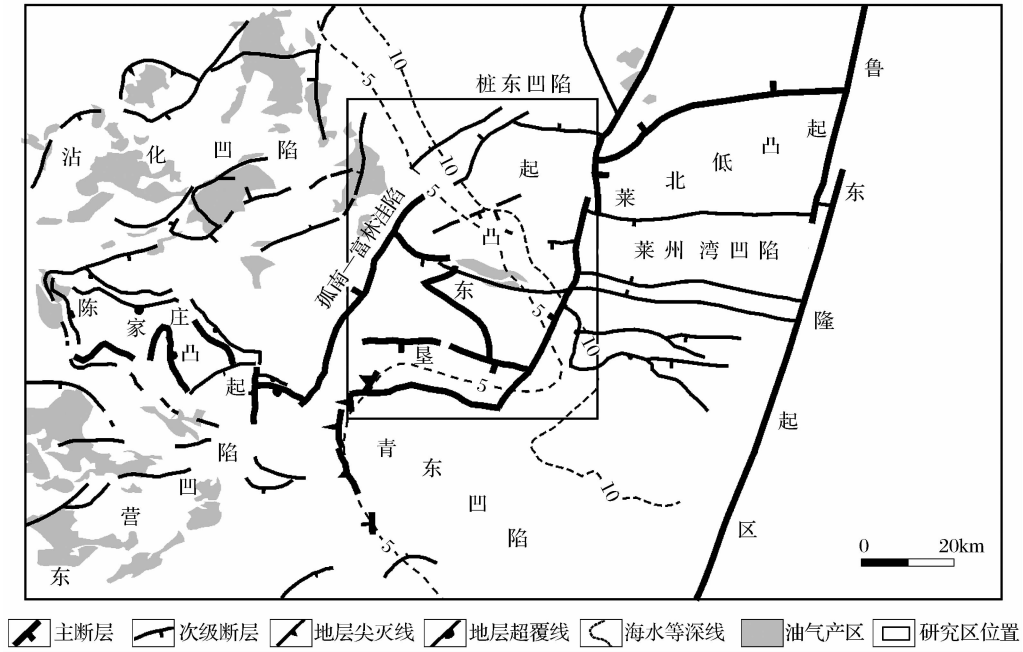 桩东凹陷
沾化凹陷
孤南—富林洼陷
垦东凸起
莱北低凸起
莱州湾凹陷
鲁东隆起区
陈家庄凸起
东营凹陷
青东凹陷
5
10
10
5
5
10
5
10
5
0 20km
主断层 次级断层 地层尖灭线 地层超覆线 海水等深线 油气产区 研究区位置